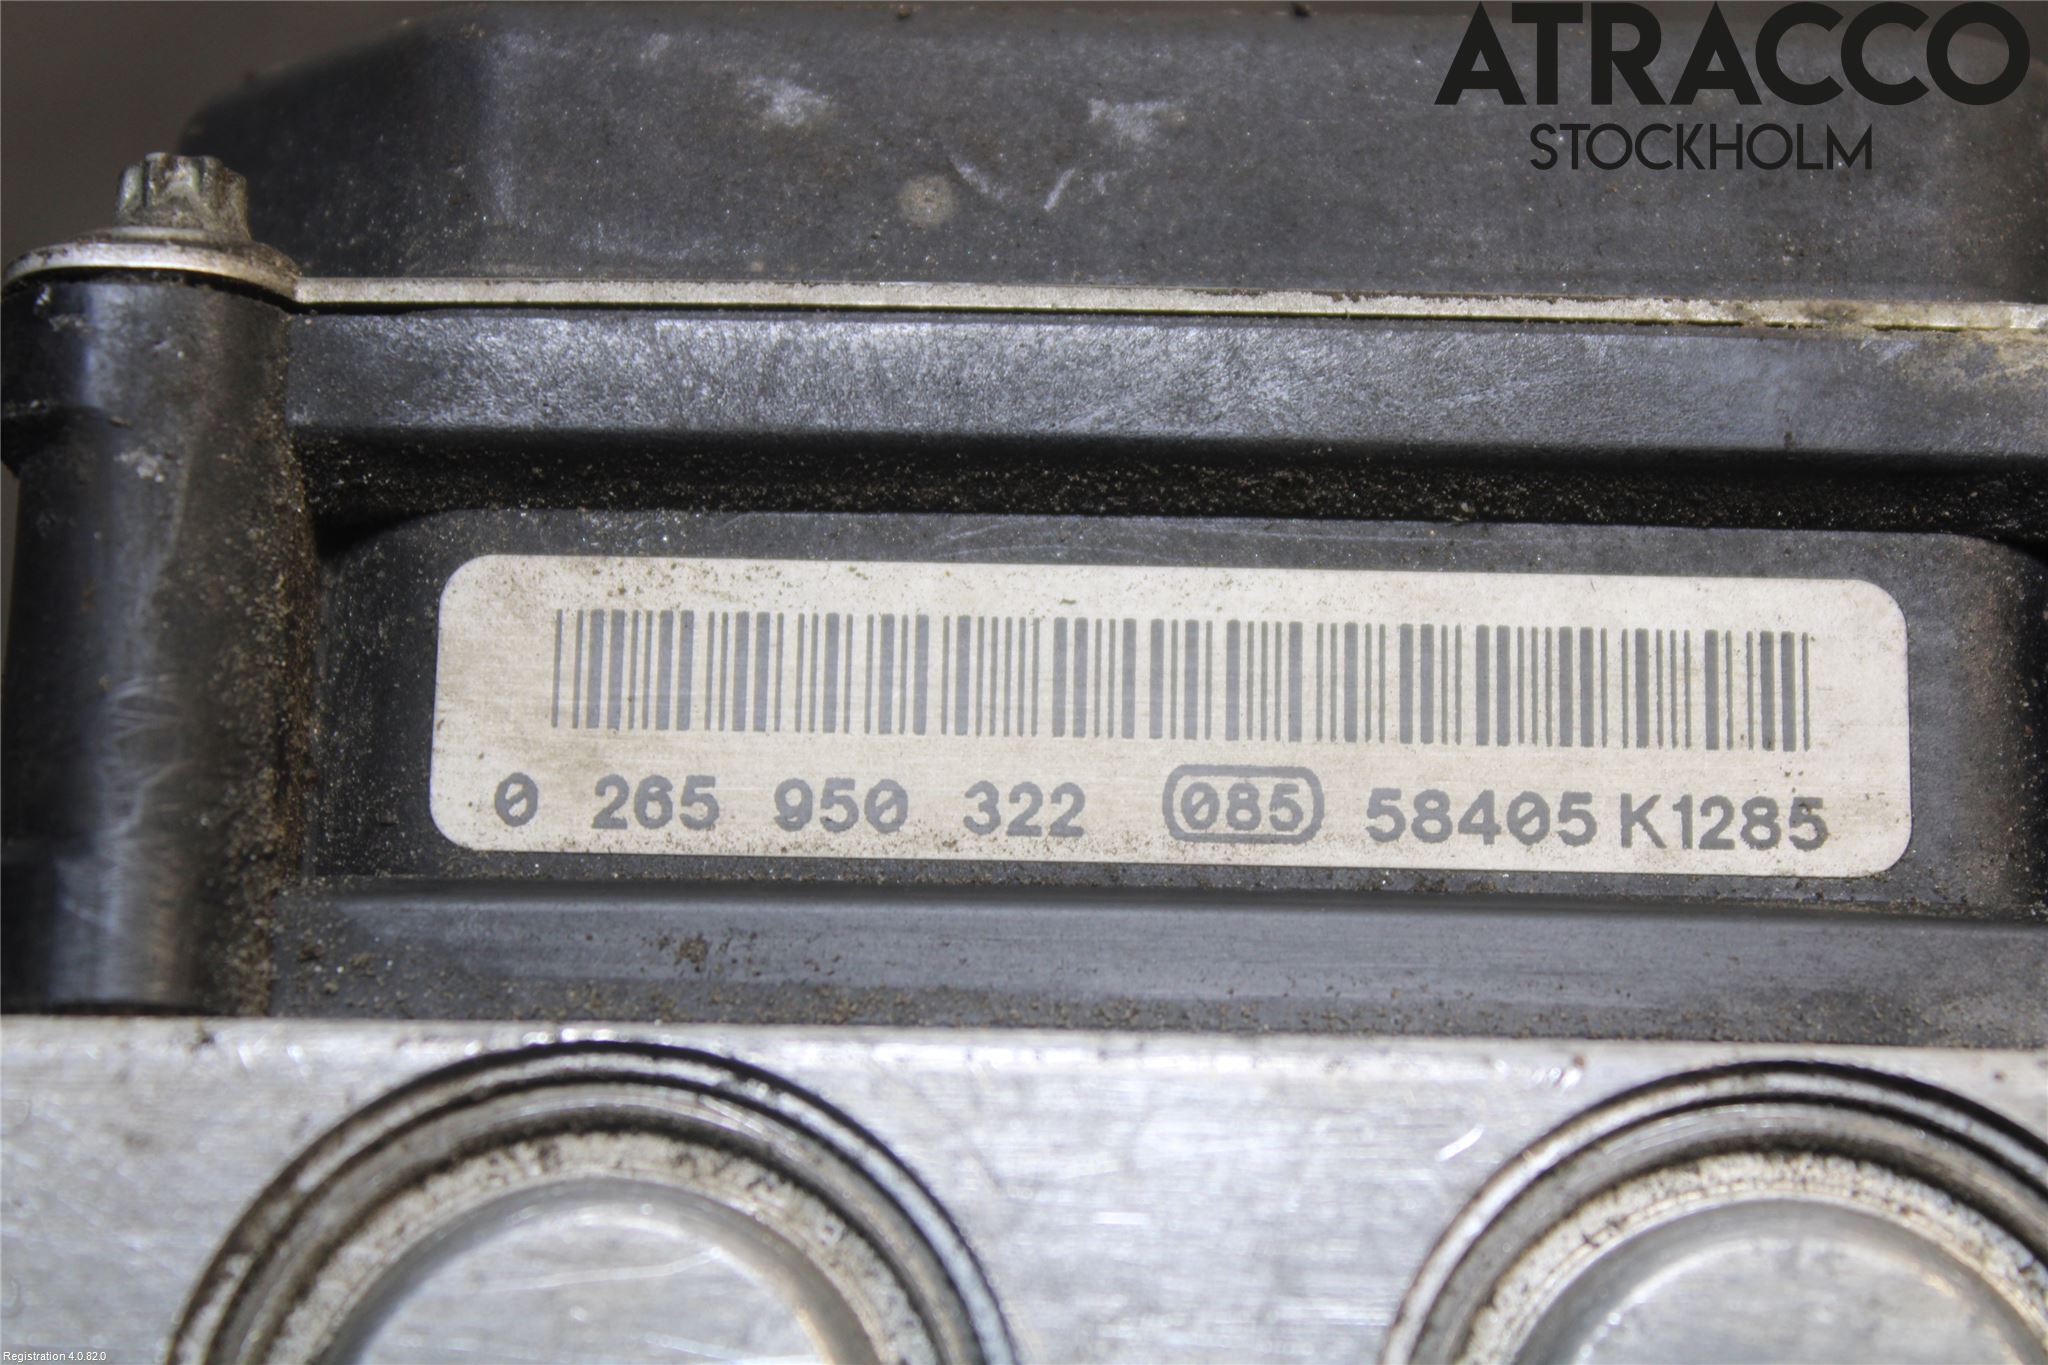 ATRACCO
STOCKHOLM
0 265 950 322 085 58405 K1285
Registration 4.0.82.0